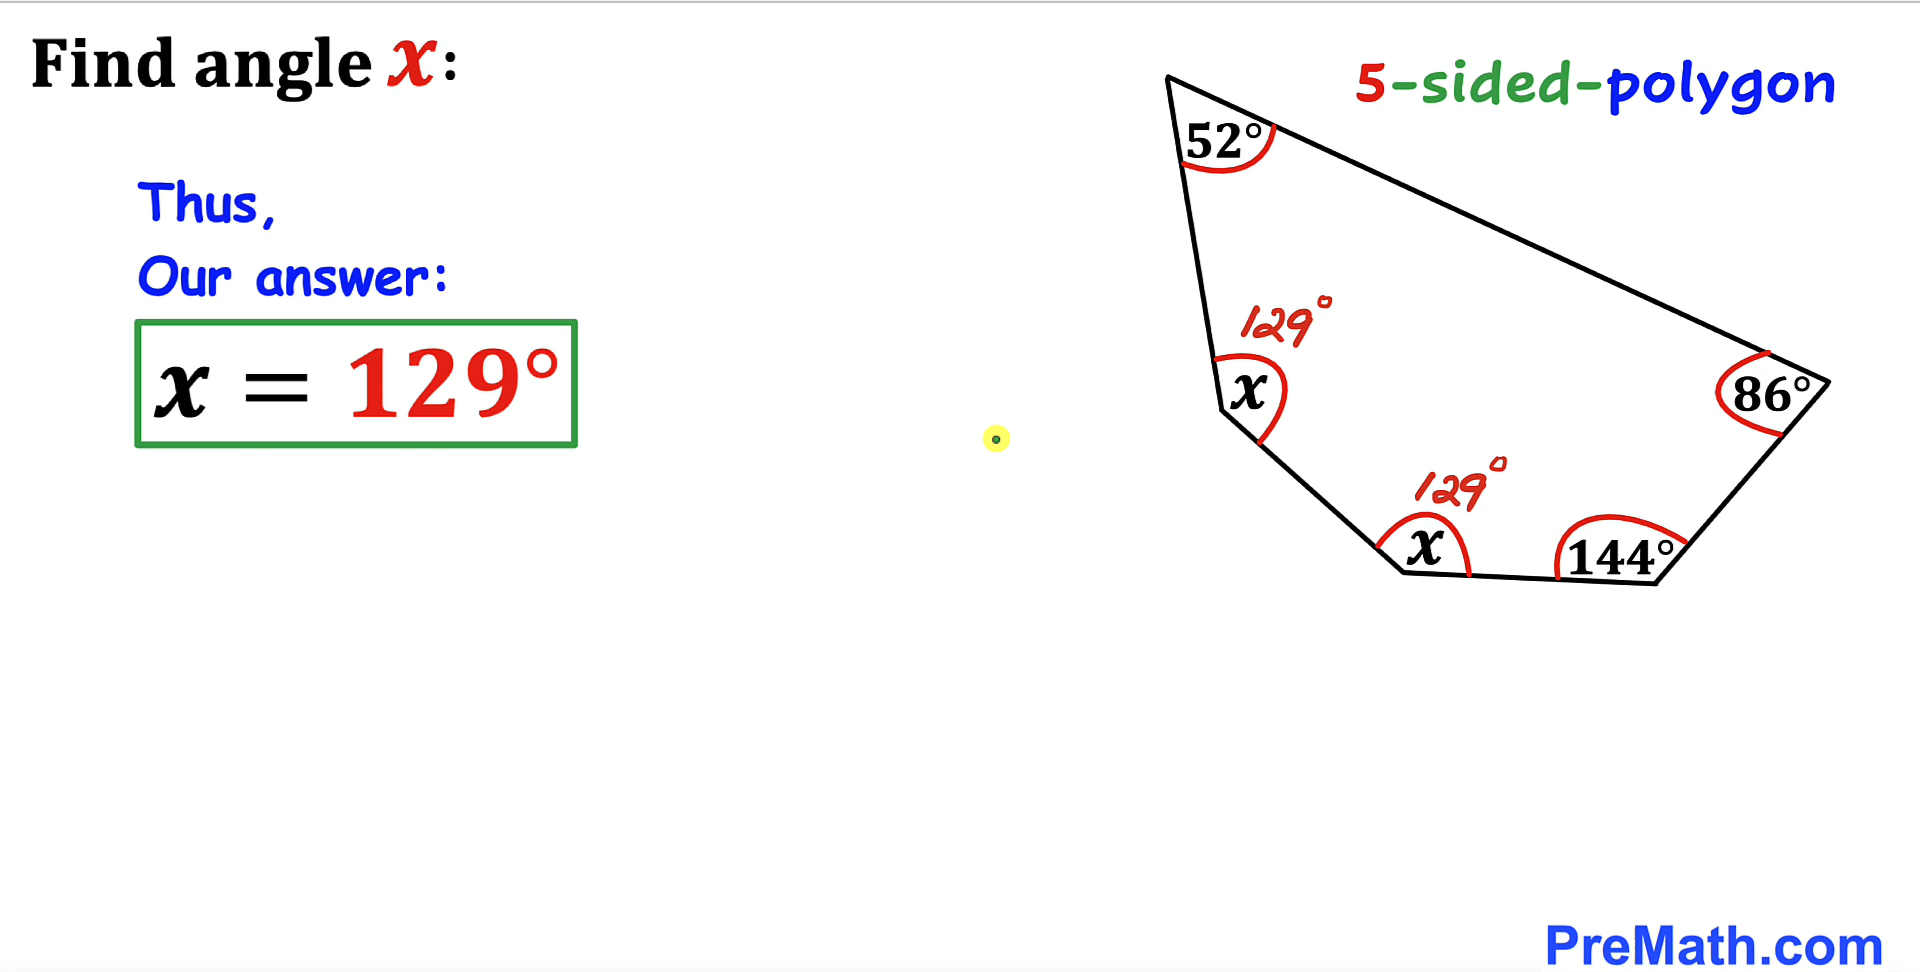 Find angle x:
5-sided-polygon
52°
Thus,
Our answer:
x = 129°
129°
x
86°
129°
x
144°
PreMath.com